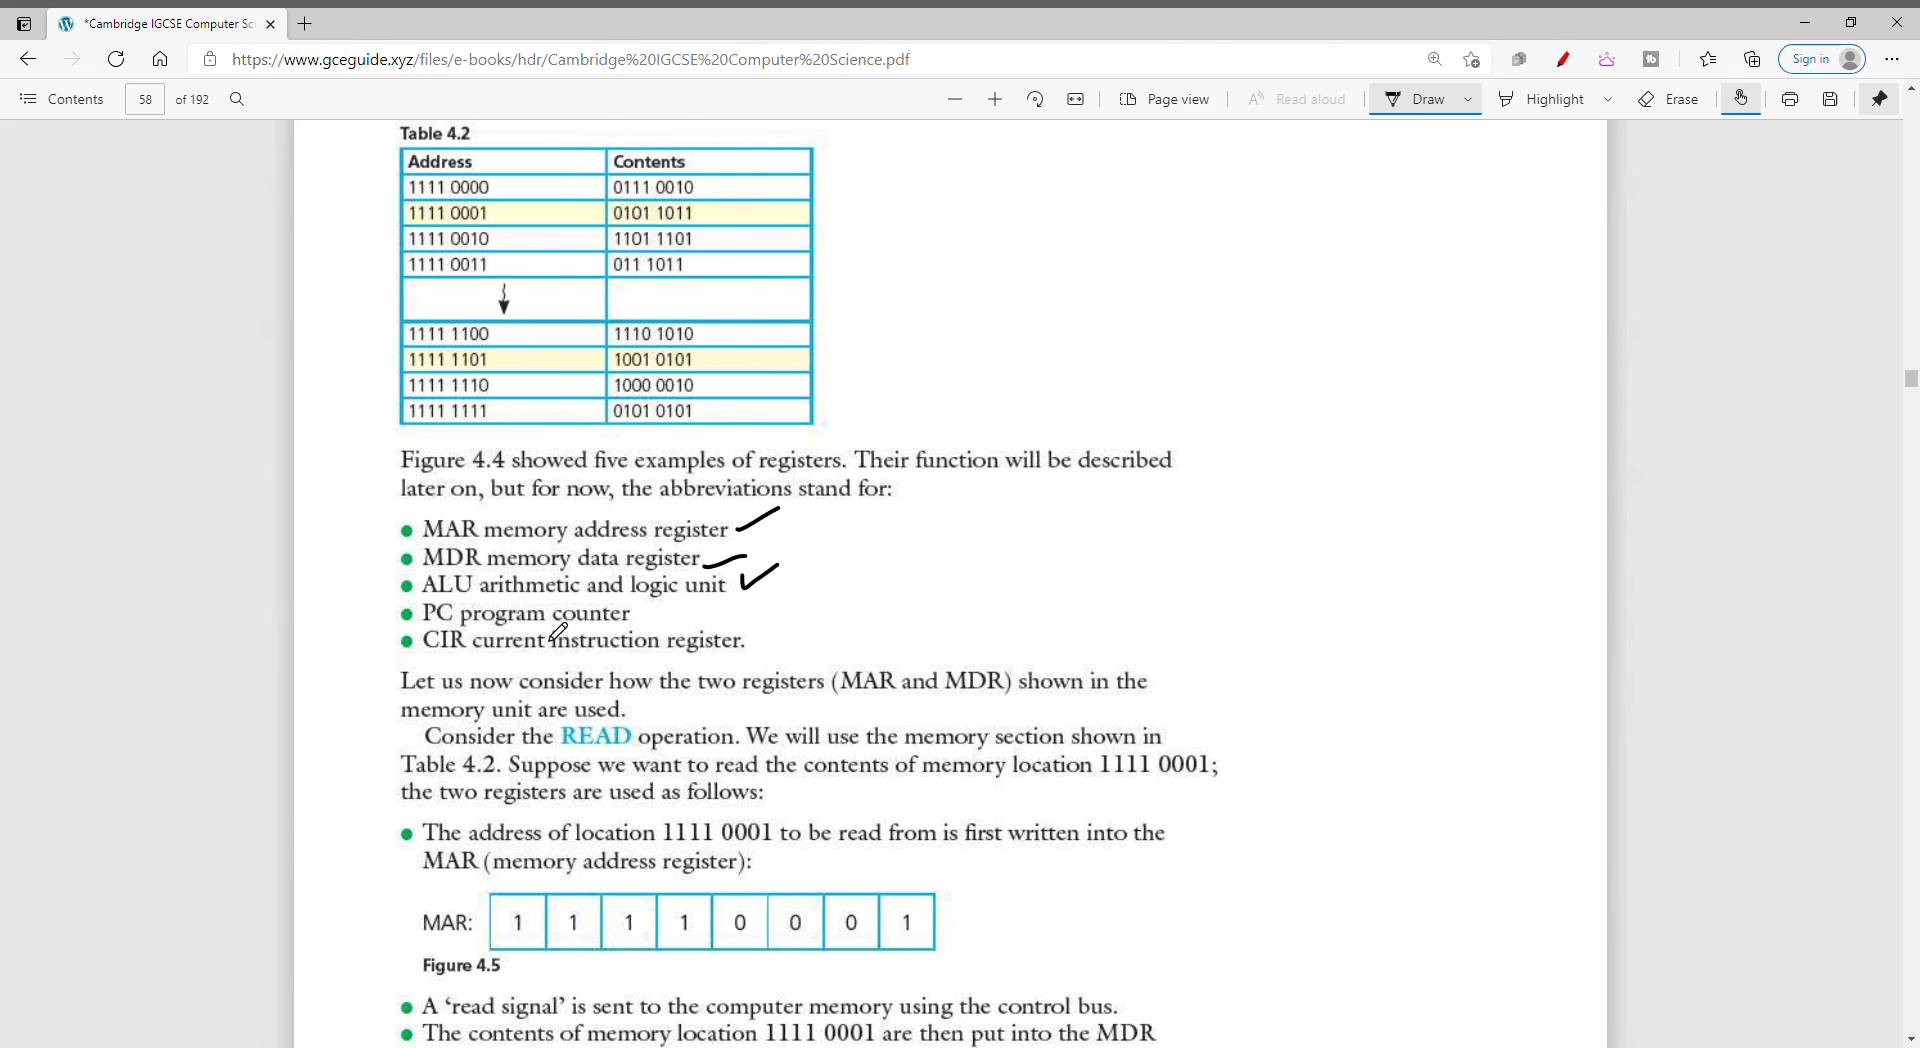 *Cambridge IGCSE Computer Sc
https://www.gceguide.xyz/files/e-books/hdr/Cambridge%20IGCSE%20Computer%20Science.pdf
Sign in
Contents 58 of 192 Page view Read aloud Draw Highlight Erase
Table 4.2
Address Contents
1111 0000 0111 0010
1111 0001 0101 1011
1111 0010 1101 1101
1111 0011 011 1011
1111 1100 1110 1010
1111 1101 1001 0101
1111 1110 1000 0010
1111 1111 0101 0101
Figure 4.4 showed five examples of registers. Their function will be described
later on, but for now, the abbreviations stand for:
● MAR memory address register
● MDR memory data register
● ALU arithmetic and logic unit
● PC program counter
● CIR current instruction register.
Let us now consider how the two registers (MAR and MDR) shown in the
memory unit are used.
Consider the READ operation. We will use the memory section shown in
Table 4.2. Suppose we want to read the contents of memory location 1111 0001;
the two registers are used as follows:
● The address of location 1111 0001 to be read from is first written into the
MAR (memory address register):
MAR: 1 1 1 1 0 0 0 1
Figure 4.5
● A ‘read signal’ is sent to the computer memory using the control bus.
● The contents of memory location 1111 0001 are then put into the MDR